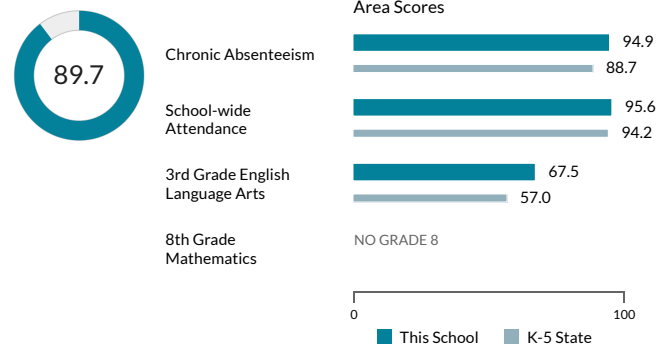 Area Scores
89.7
Chronic Absenteeism
94.9
88.7
School-wide
Attendance
95.6
94.2
3rd Grade English
Language Arts
67.5
57.0
8th Grade
Mathematics
NO GRADE 8
0
100
This School
K-5 State